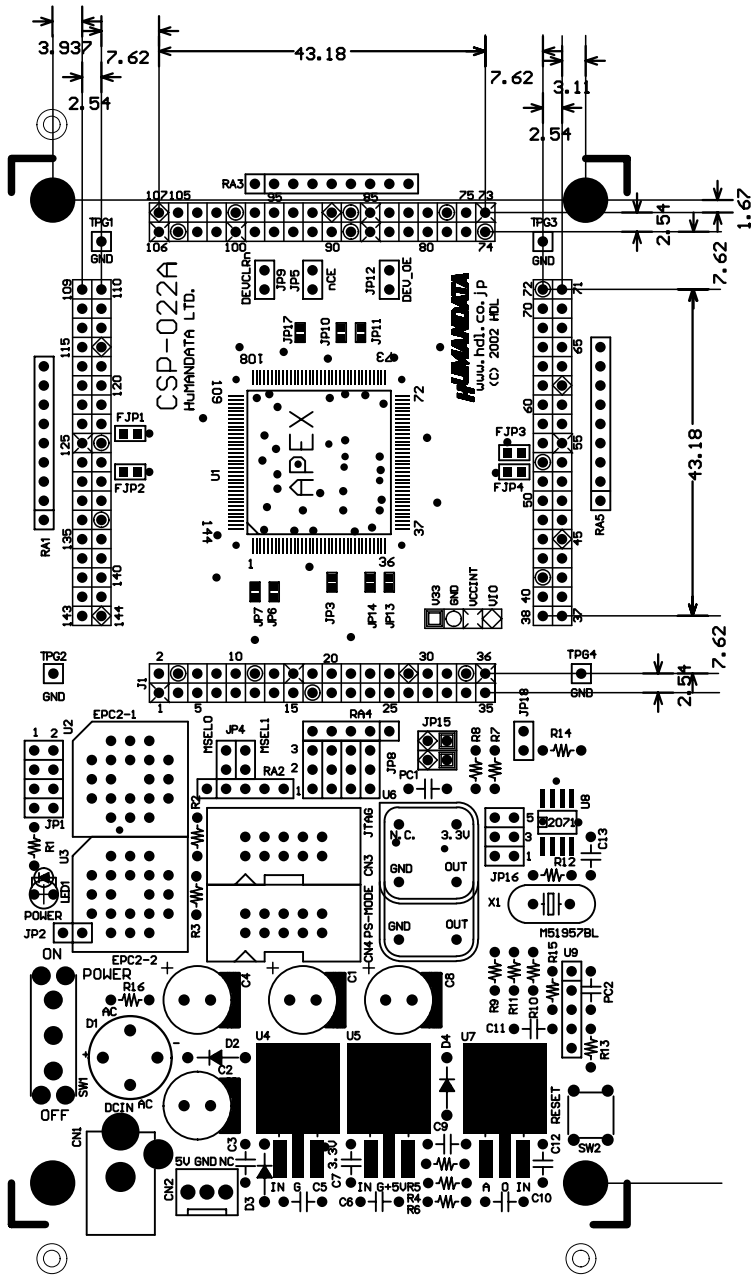 3.937
7.62
2.54
43.18
7.62
3.11
2.54
1.67
2.54
7.62
RA3
107 105
95
85
75 73
106
100
90
80
74
TPG1
GND
TPG3
GND
DEVCLRn
JP9
JP5
nCE
JP12
DEV_OE
109
110
115
120
125
135
140
143
144
CSP-022A
HuMANDATA LTD.
JP17
JP10
JP11
HuMANDATA
www.hdl.co.jp
(C) 2002 HDL
72
71
70
65
60
55
50
45
40
38
37
108
73
109
72
U1
APEX
144
37
1
36
RA1
FJP1
FJP2
FJP3
FJP4
RA5
43.18
JP7
JP6
JP3
JP14
JP13
V33
GND
VCCINT
VIO
7.62
2.54
TPG2
GND
TPG4
GND
J1
2
10
20
30
36
1
5
15
25
35
EPC2-1
U2
1 2
JP1
MSEL0
JP4
MSEL1
RA2
RA4
3
2
1
JP8
U6
JP15
PC1
R8
R7
JP18
R14
U8
2071
C13
R12
5
3
1
JP16
R2
R3
R1
LED1
POWER
JP2
U3
EPC2-2
JTAG
CN3
PS-MODE
CN4
N.C.
3.3V
GND
OUT
GND
OUT
X1
M51957BL
ON
POWER
OFF
SW1
R16
C4
C1
C8
R9
R11
R10
R15
U9
PC2
C11
R13
D1
AC
+
-
AC
D2
C2
U4
U5
U7
D4
DCIN
CN1
5V GND NC
CN2
C3
D3
IN G
C5
3.3V
C7
C6
IN G+5V
R5
R4
R6
C9
A O IN
C10
C12
RESET
SW2